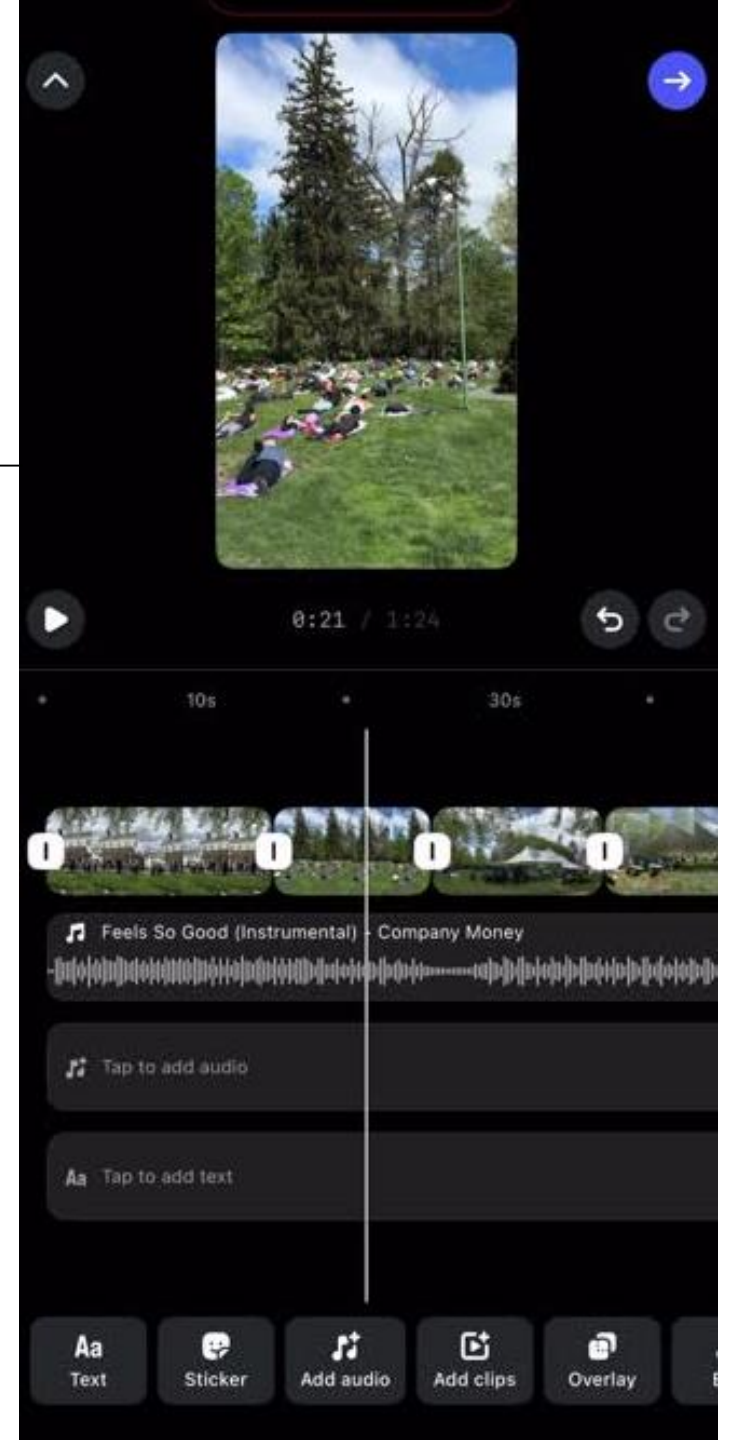 0:21 / 1:24
10s 30s
Feels So Good (Instrumental) - Company Money
Tap to add audio
Aa Tap to add text
Aa
Text Sticker Add audio Add clips Overlay